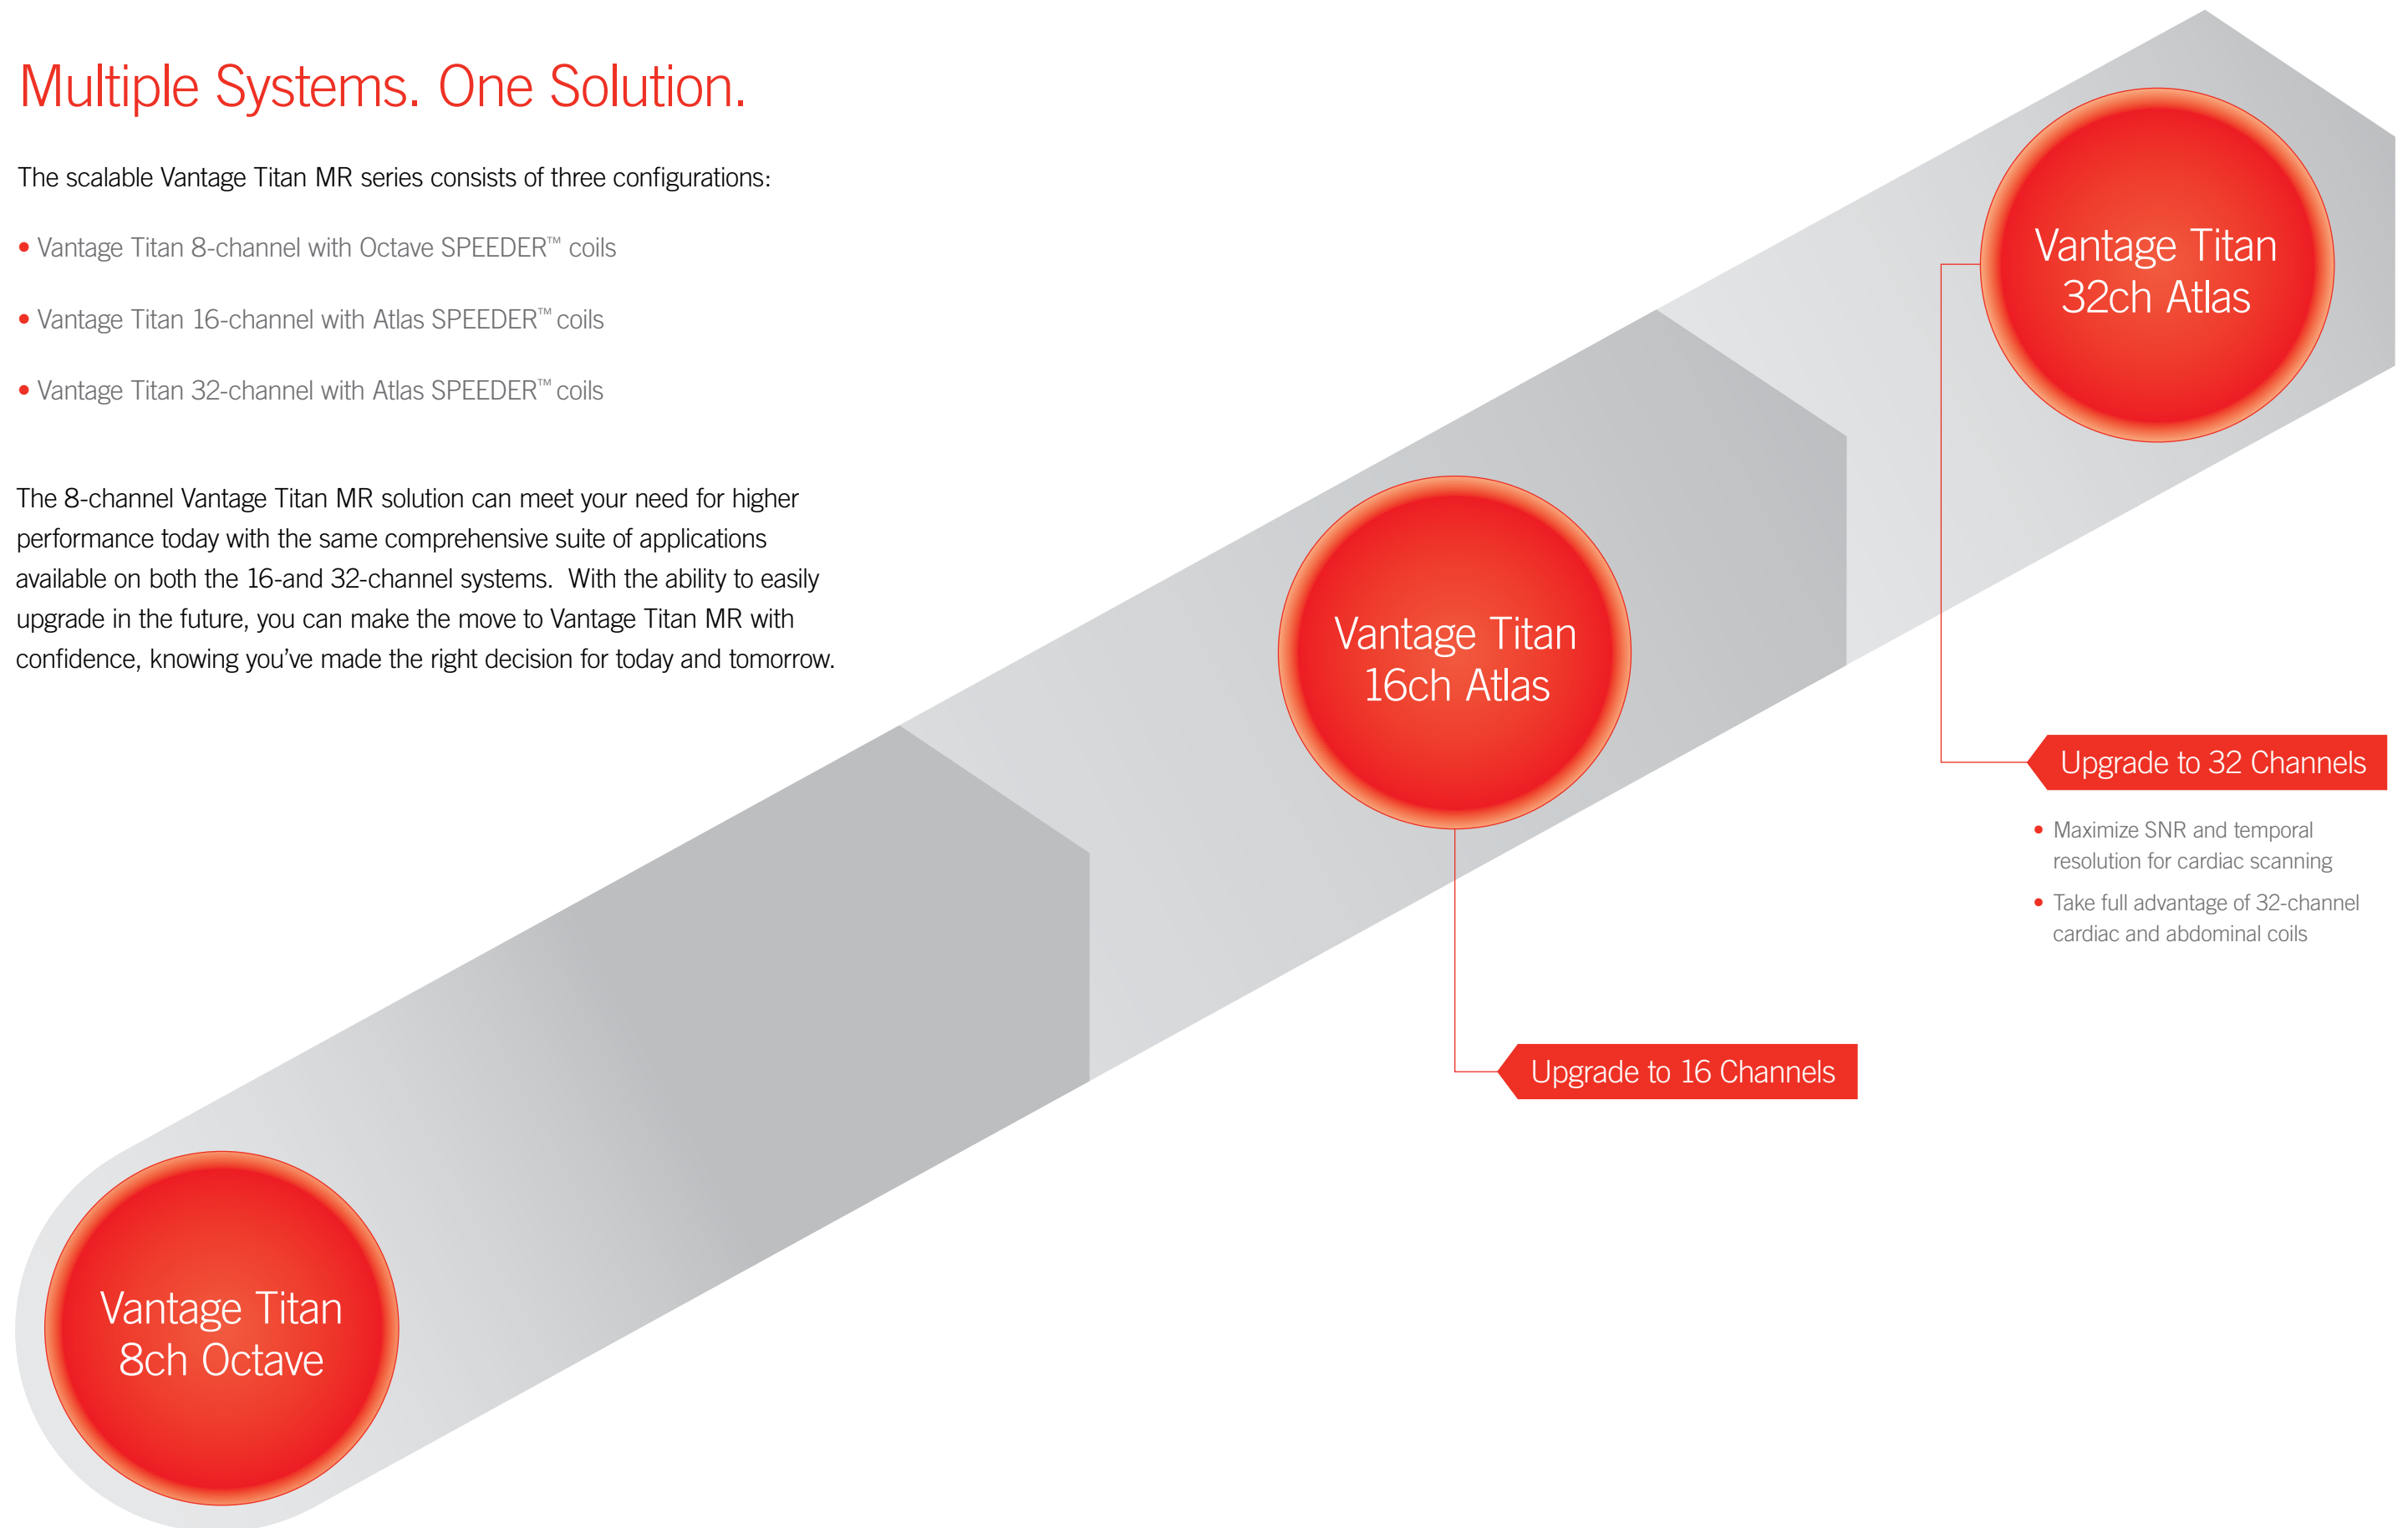 Multiple Systems. One Solution.
The scalable Vantage Titan MR series consists of three configurations:
• Vantage Titan 8-channel with Octave SPEEDER™ coils
• Vantage Titan 16-channel with Atlas SPEEDER™ coils
• Vantage Titan 32-channel with Atlas SPEEDER™ coils
The 8-channel Vantage Titan MR solution can meet your need for higher
performance today with the same comprehensive suite of applications
available on both the 16-and 32-channel systems.  With the ability to easily
upgrade in the future, you can make the move to Vantage Titan MR with
confidence, knowing you’ve made the right decision for today and tomorrow.
Vantage Titan
8ch Octave
Vantage Titan
16ch Atlas
Upgrade to 16 Channels
Vantage Titan
32ch Atlas
Upgrade to 32 Channels
• Maximize SNR and temporal
resolution for cardiac scanning
• Take full advantage of 32-channel
cardiac and abdominal coils